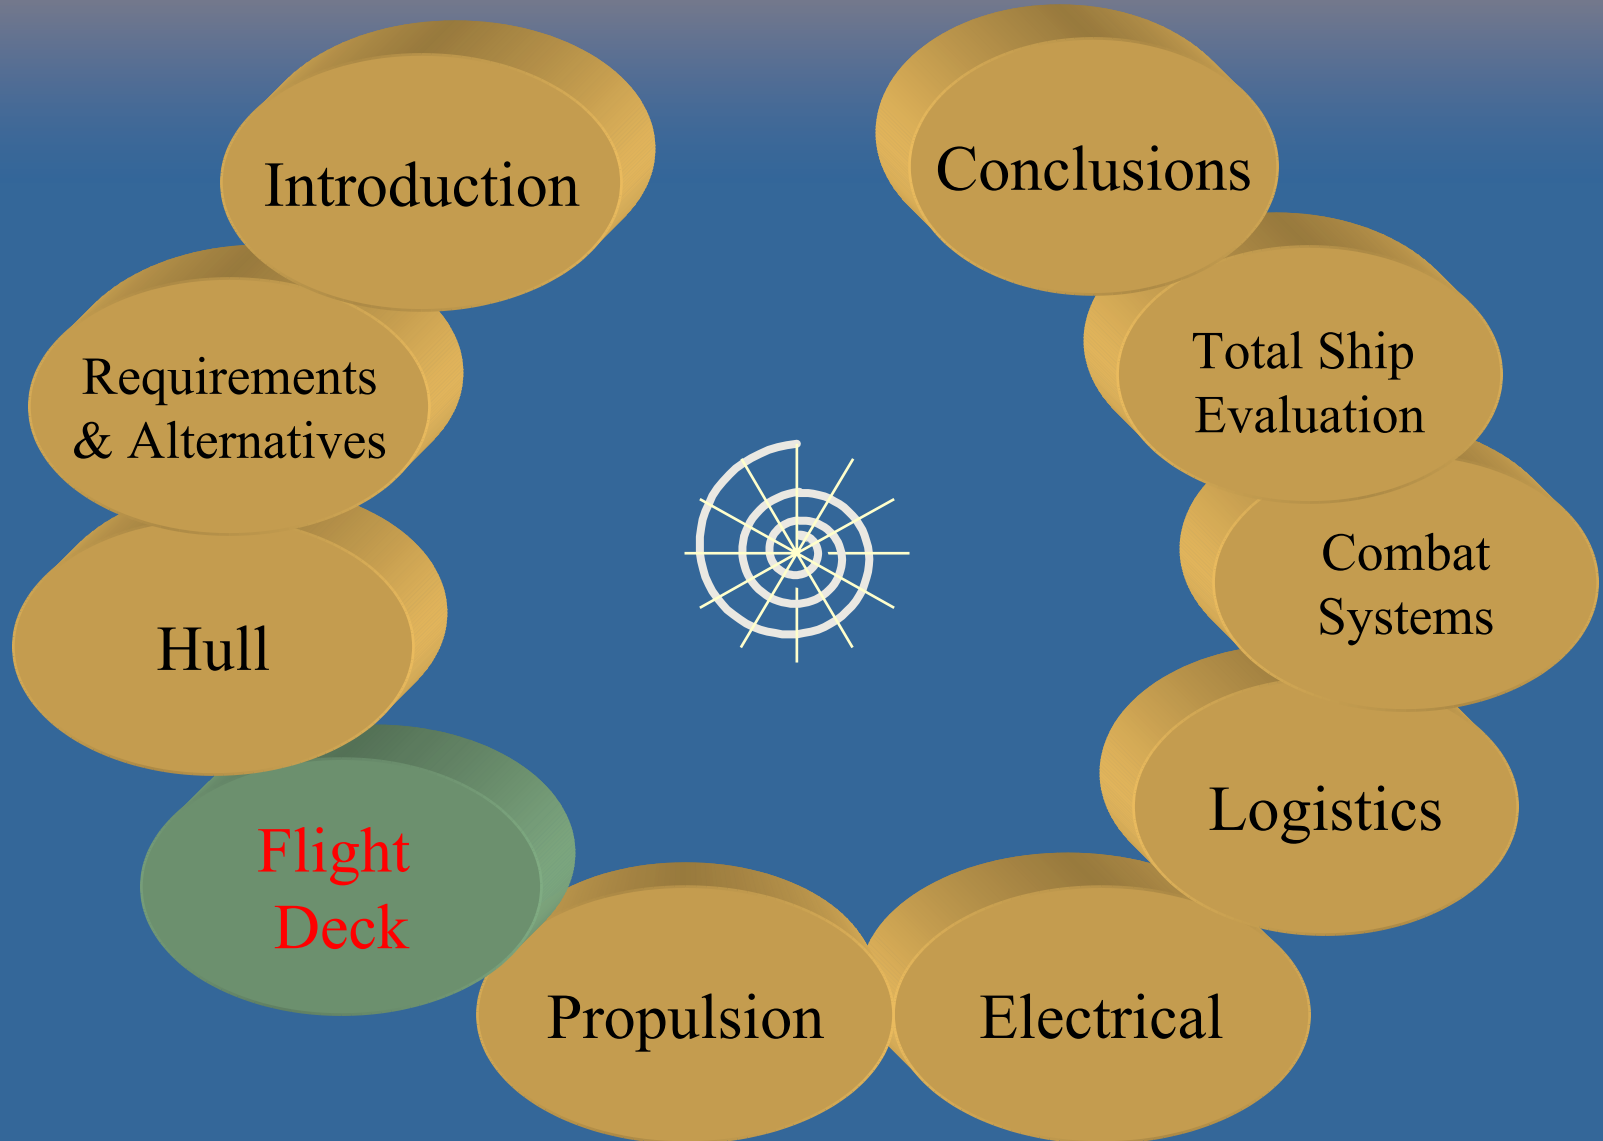 Introduction
Requirements
& Alternatives
Hull
Flight
Deck
Propulsion
Electrical
Logistics
Combat
Systems
Total Ship
Evaluation
Conclusions